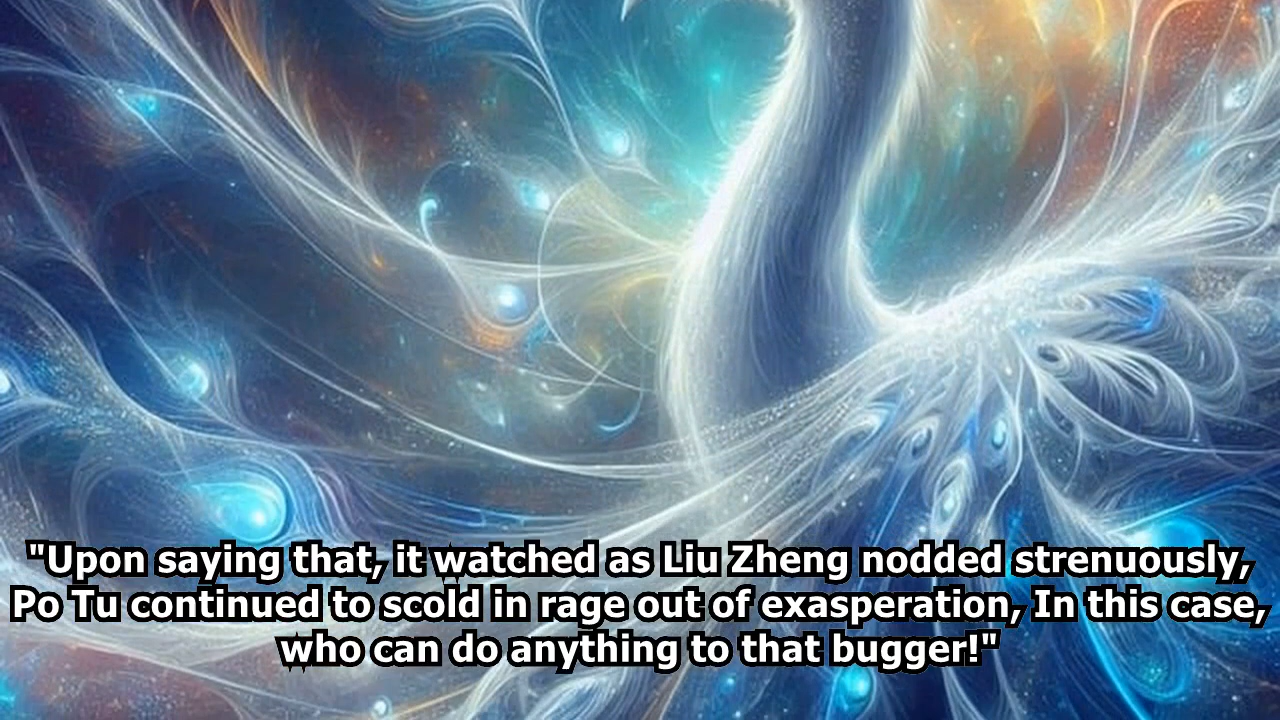 "Upon saying that, it watched as Liu Zheng nodded strenuously,
Po Tu continued to scold in rage out of exasperation, In this case,
who can do anything to that bugger!"